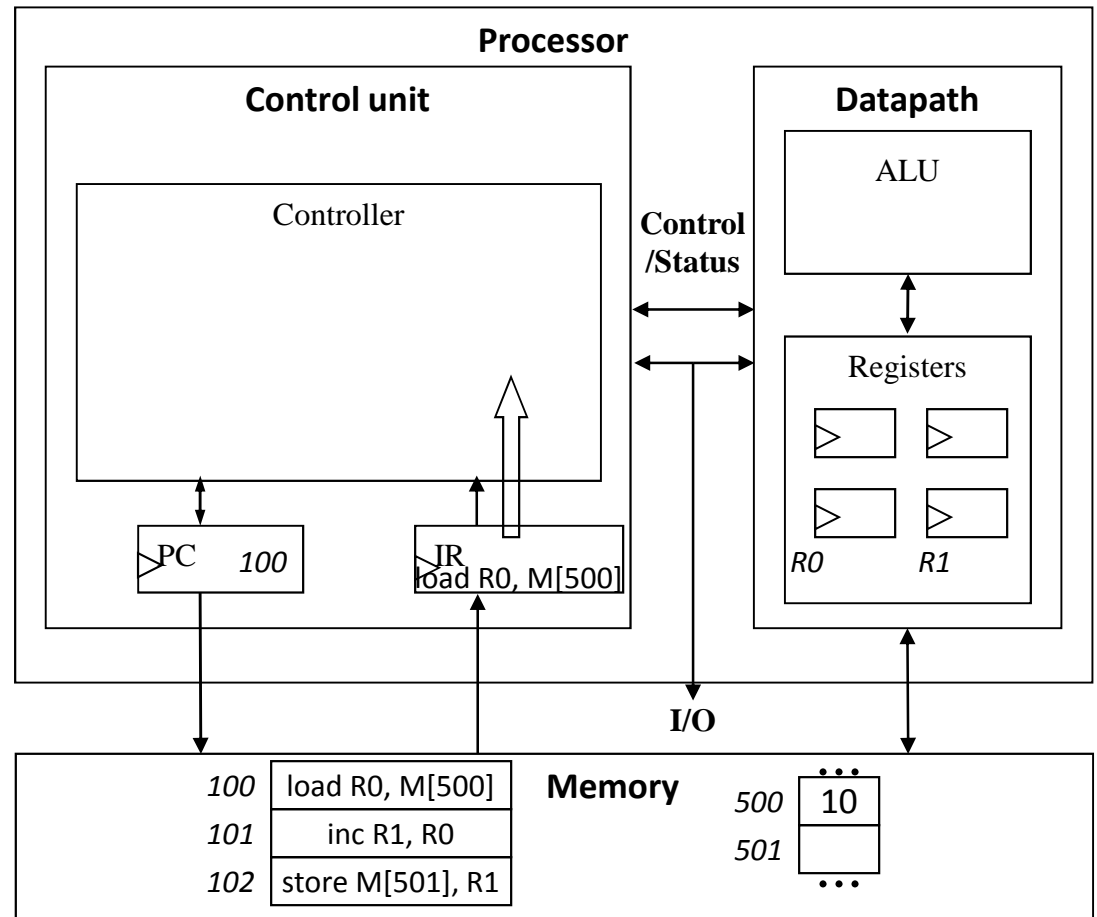 Processor
Control unit
Datapath
ALU
Controller
Control
/Status
Registers
PC 100
IR
load R0, M[500]
R0 R1
I/O
Memory
100 load R0, M[500]
101 inc R1, R0
102 store M[501], R1
...
500 10
501
...